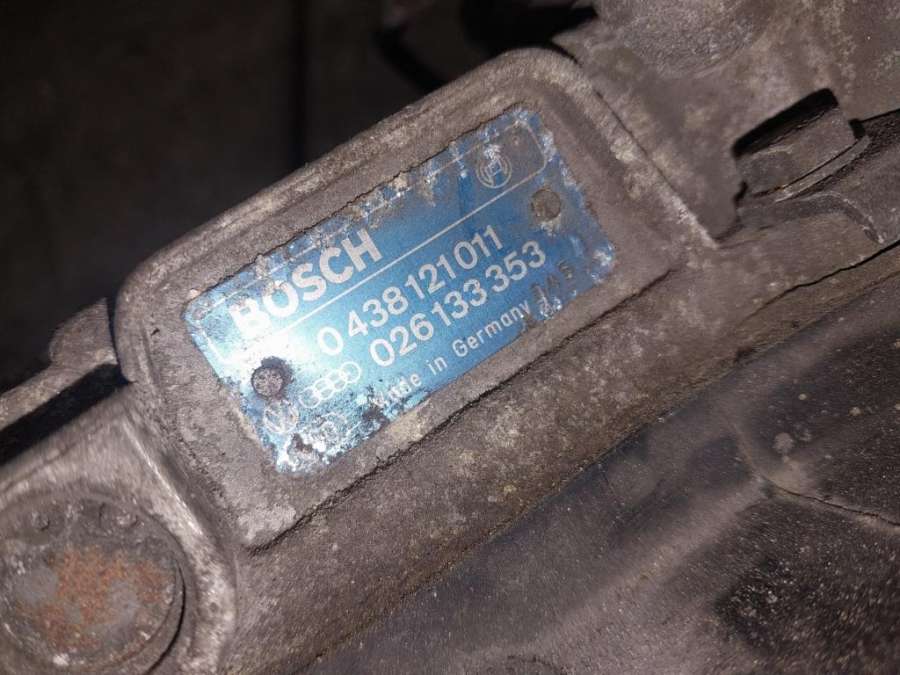 BOSCH
0 438 121 011
026 133 353
Made in Germany